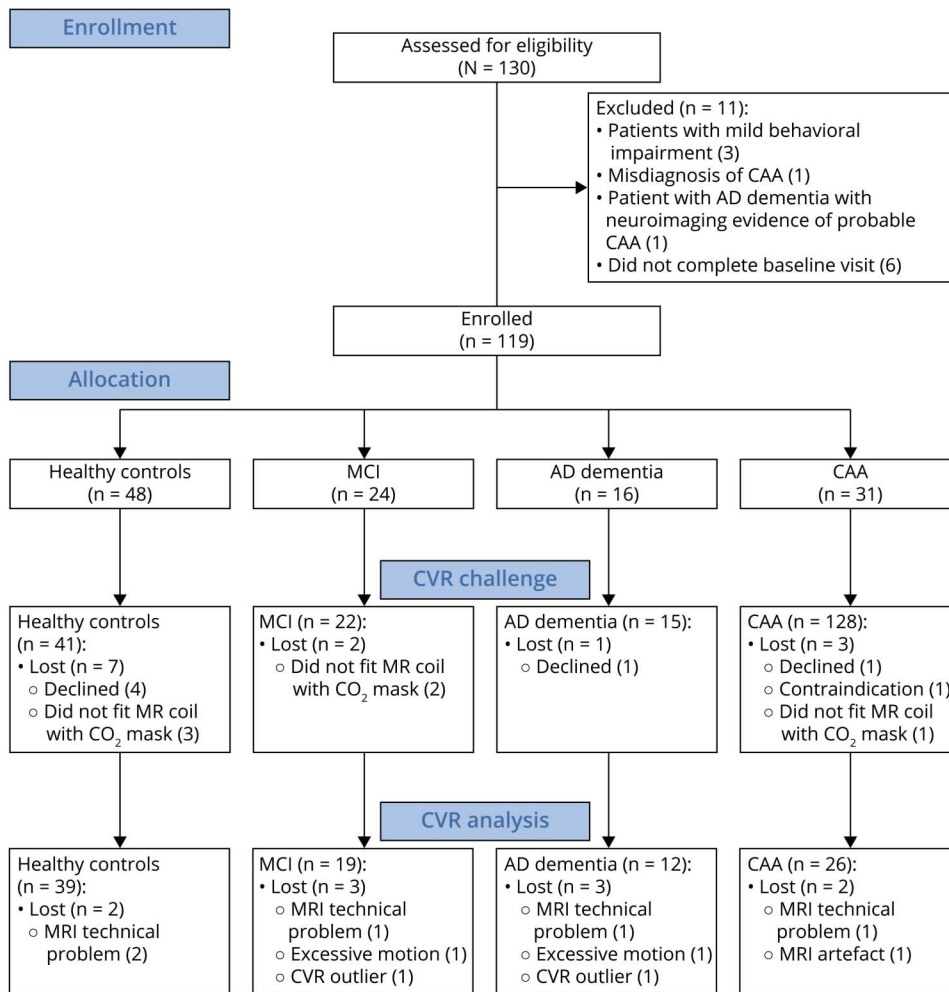 Enrollment
Assessed for eligibility
(N = 130)
Excluded (n = 11):
• Patients with mild behavioral
impairment (3)
• Misdiagnosis of CAA (1)
• Patient with AD dementia with
neuroimaging evidence of probable
CAA (1)
• Did not complete baseline visit (6)
Enrolled
(n = 119)
Allocation
Healthy controls
(n = 48)
MCI
(n = 24)
AD dementia
(n = 16)
CAA
(n = 31)
CVR challenge
Healthy controls
(n = 41):
• Lost (n = 7)
○ Declined (4)
○ Did not fit MR coil
with CO₂ mask (3)
MCI (n = 22):
• Lost (n = 2)
○ Did not fit MR coil
with CO₂ mask (2)
AD dementia (n = 15):
• Lost (n = 1)
○ Declined (1)
CAA (n = 128):
• Lost (n = 3)
○ Declined (1)
○ Contraindication (1)
○ Did not fit MR coil
with CO₂ mask (1)
CVR analysis
Healthy controls
(n = 39):
• Lost (n = 2)
○ MRI technical
problem (2)
MCI (n = 19):
• Lost (n = 3)
○ MRI technical
problem (1)
○ Excessive motion (1)
○ CVR outlier (1)
AD dementia (n = 12):
• Lost (n = 3)
○ MRI technical
problem (1)
○ Excessive motion (1)
○ CVR outlier (1)
CAA (n = 26):
• Lost (n = 2)
○ MRI technical
problem (1)
○ MRI artefact (1)